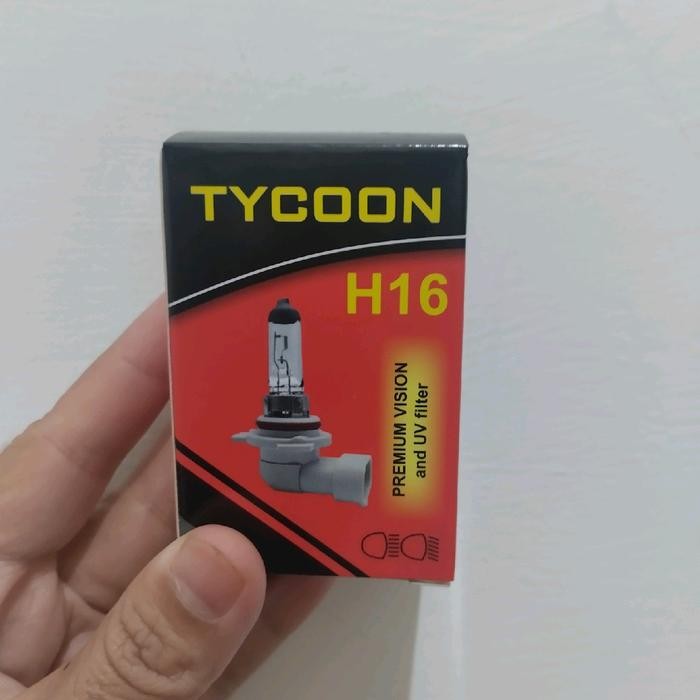 TYCOON
H16
PREMIUM VISION
and UV filter